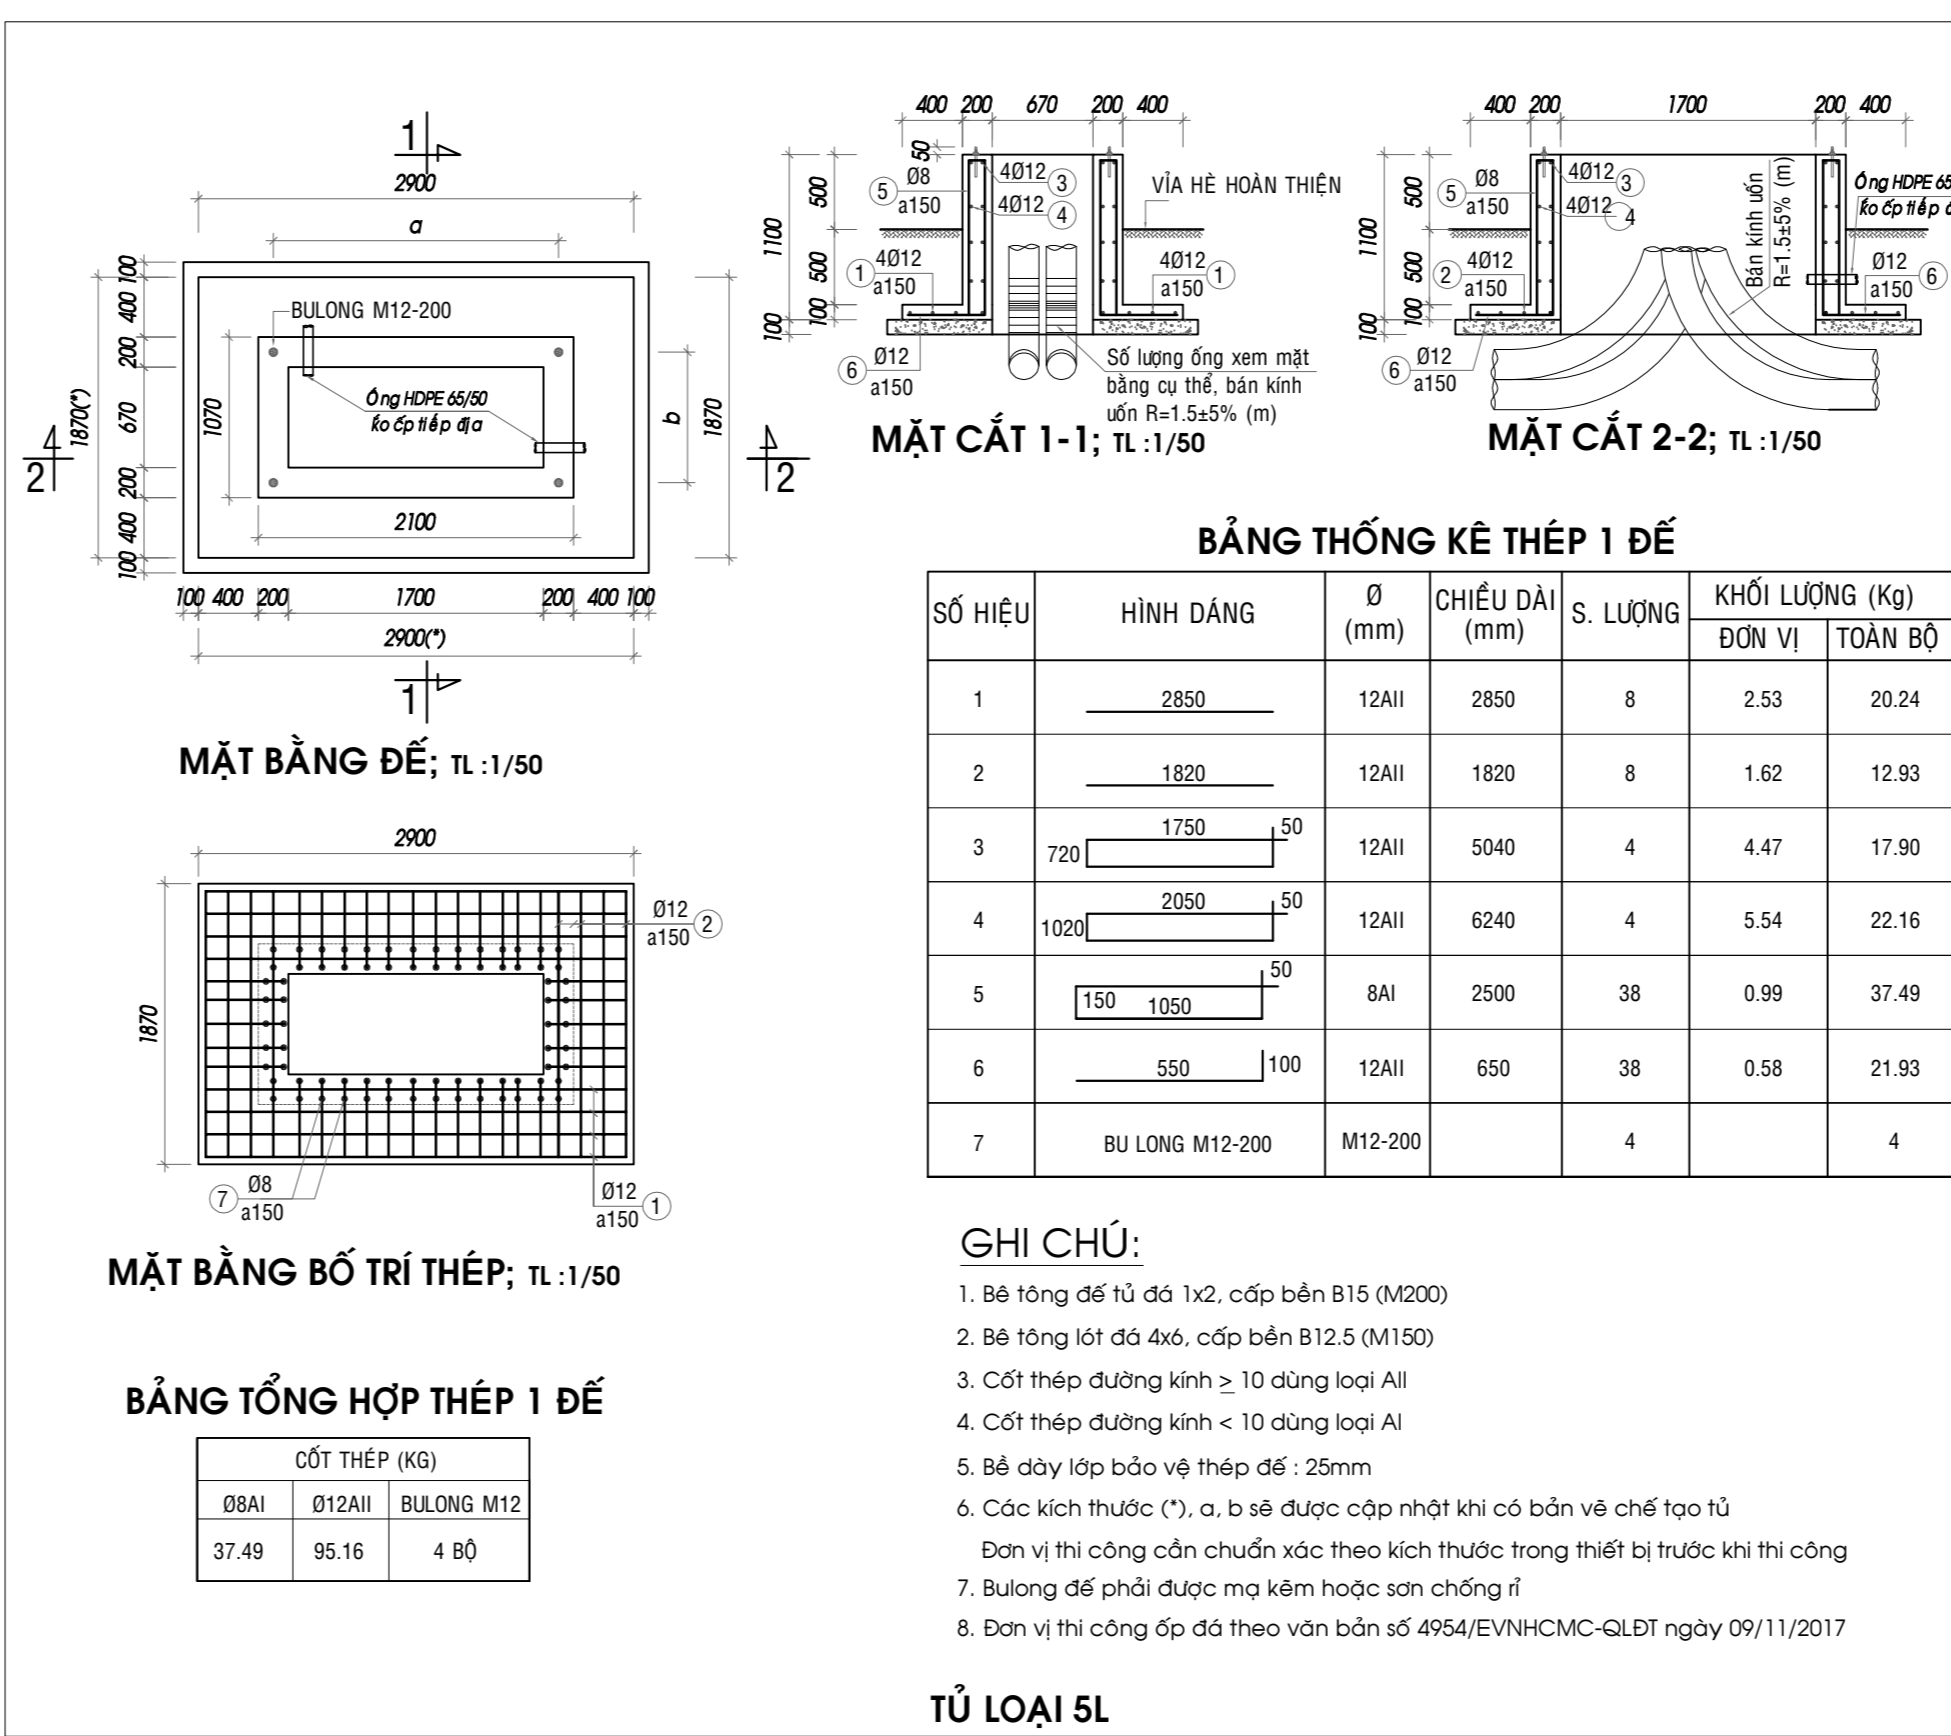 1
2900
a
BULONG M12-200
Ống HDPE 65/50
ko cấp tiếp địa
100
400
200
670
200
400
100
1870(*)
1070
b
1870
2
2
2100
100 400 200 1700 200 400 100
2900(*)
1
MẶT BẰNG ĐẾ; TL :1/50
400 200 670 200 400
50
500
500
100
1100
100
5 Ø8
a150
4Ø12 3
4Ø12 4
VỈA HÈ HOÀN THIỆN
1 4Ø12
a150
4Ø12 1
a150
6 Ø12
a150
Số lượng ống xem mặt
bằng cụ thể, bán kính
uốn R=1.5±5% (m)
MẶT CẮT 1-1; TL :1/50
400 200 1700 200 400
500
500
100
1100
100
5 Ø8
a150
4Ø12 3
4Ø12 4
Bán kính uốn
R=1.5±5% (m)
Ống HDPE 65
ko cấp tiếp đ
2 4Ø12
a150
Ø12 6
a150
6 Ø12
a150
MẶT CẮT 2-2; TL :1/50
BẢNG THỐNG KÊ THÉP 1 ĐẾ
SỐ HIỆU HÌNH DÁNG Ø (mm) CHIỀU DÀI (mm) S. LƯỢNG KHỐI LƯỢNG (Kg)
ĐƠN VỊ TOÀN BỘ
1 2850 12AII 2850 8 2.53 20.24
2 1820 12AII 1820 8 1.62 12.93
3 720 1750 50 12AII 5040 4 4.47 17.90
4 1020 2050 50 12AII 6240 4 5.54 22.16
5 150 1050 50 8AI 2500 38 0.99 37.49
6 550 100 12AII 650 38 0.58 21.93
7 BU LONG M12-200 M12-200 4 4
2900
1870
Ø12 2
a150
7 Ø8
a150
Ø12 1
a150
MẶT BẰNG BỐ TRÍ THÉP; TL :1/50
BẢNG TỔNG HỢP THÉP 1 ĐẾ
CỐT THÉP (KG)
Ø8AI Ø12AII BULONG M12
37.49 95.16 4 BỘ
GHI CHÚ:
1. Bê tông đế tủ đá 1x2, cấp bền B15 (M200)
2. Bê tông lót đá 4x6, cấp bền B12.5 (M150)
3. Cốt thép đường kính ≥ 10 dùng loại AII
4. Cốt thép đường kính < 10 dùng loại AI
5. Bề dày lớp bảo vệ thép đế : 25mm
6. Các kích thước (*), a, b sẽ được cập nhật khi có bản vẽ chế tạo tủ
Đơn vị thi công cần chuẩn xác theo kích thước trong thiết bị trước khi thi công
7. Bulong đế phải được mạ kẽm hoặc sơn chống rỉ
8. Đơn vị thi công ốp đá theo văn bản số 4954/EVNHCMC-QLĐT ngày 09/11/2017
TỦ LOẠI 5L